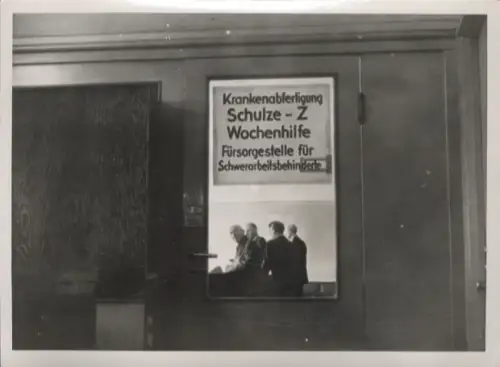 Krankenabfertigung
Schulze - Z
Wochenhilfe
Fürsorgestelle für
Schwerarbeitsbehinderte